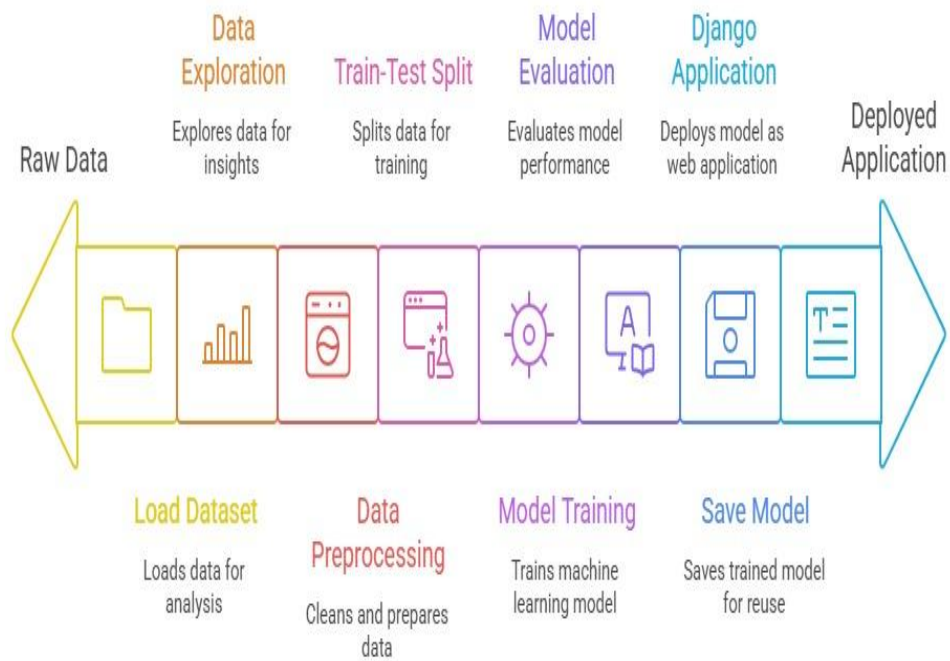 Data
Exploration
Explores data for
insights
Train-Test Split
Splits data for
training
Model
Evaluation
Evaluates model
performance
Django
Application
Deploys model as
web application
Raw Data
Deployed
Application
A
T
Load Dataset
Loads data for
analysis
Data
Preprocessing
Cleans and prepares
data
Model Training
Trains machine
learning model
Save Model
Saves trained model
for reuse